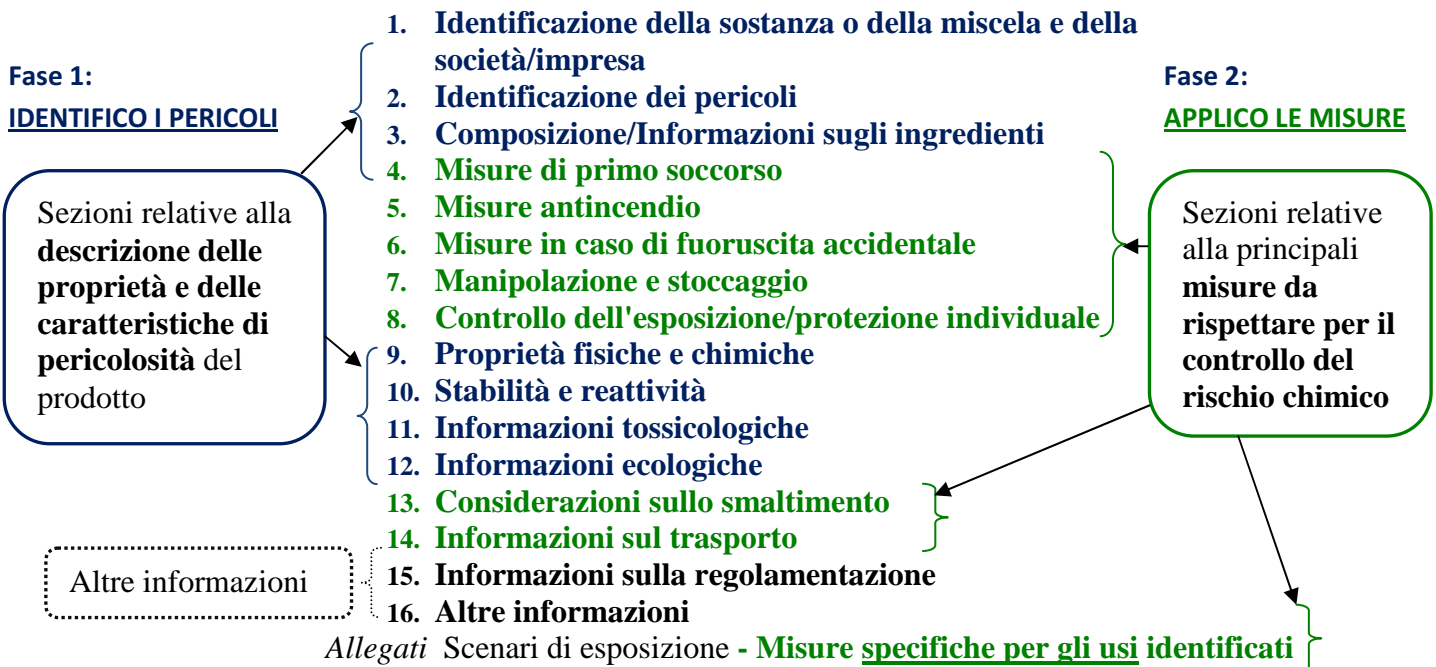 Fase 1:
IDENTIFICO I PERICOLI
Sezioni relative alla
descrizione delle
proprietà e delle
caratteristiche di
pericolosità del
prodotto
1. Identificazione della sostanza o della miscela e della
società/impresa
2. Identificazione dei pericoli
3. Composizione/Informazioni sugli ingredienti
4. Misure di primo soccorso
5. Misure antincendio
6. Misure in caso di fuoruscita accidentale
7. Manipolazione e stoccaggio
8. Controllo dell'esposizione/protezione individuale
9. Proprietà fisiche e chimiche
10. Stabilità e reattività
11. Informazioni tossicologiche
12. Informazioni ecologiche
13. Considerazioni sullo smaltimento
14. Informazioni sul trasporto
15. Informazioni sulla regolamentazione
16. Altre informazioni
Allegati Scenari di esposizione - Misure specifiche per gli usi identificati
Altre informazioni
Fase 2:
APPLICO LE MISURE
Sezioni relative
alla principali
misure da
rispettare per il
controllo del
rischio chimico